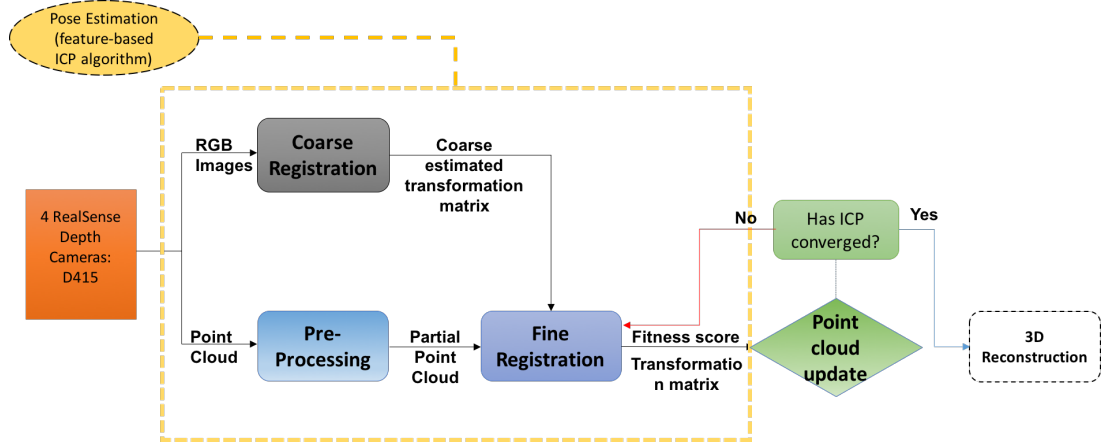 Pose Estimation
(feature-based
ICP algorithm)
RGB
Images
Coarse
Registration
Coarse
estimated
transformation
matrix
4 RealSense
Depth
Cameras:
D415
No
Has ICP
converged?
Yes
Point
Cloud
Pre-
Processing
Partial
Point
Cloud
Fine
Registration
Fitness score
Transformatio
n matrix
Point
cloud
update
3D
Reconstruction